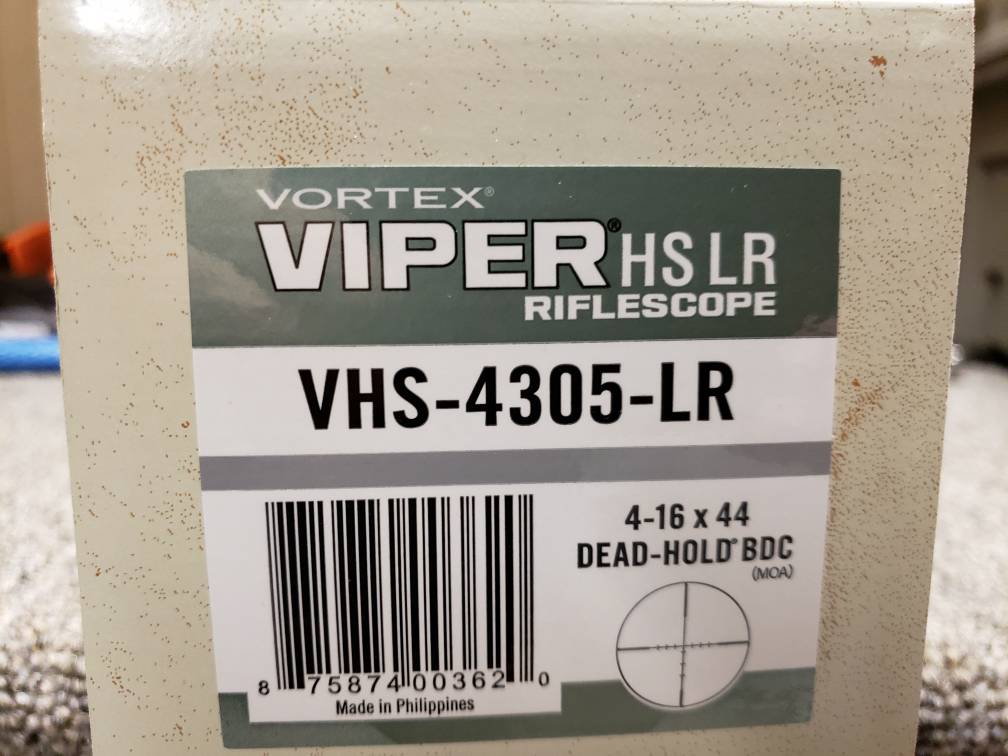 VORTEX®
VIPER® HS LR
RIFLESCOPE
VHS-4305-LR
4-16 x 44
DEAD-HOLD® BDC
(MOA)
8 75874 00362 0
Made in Philippines